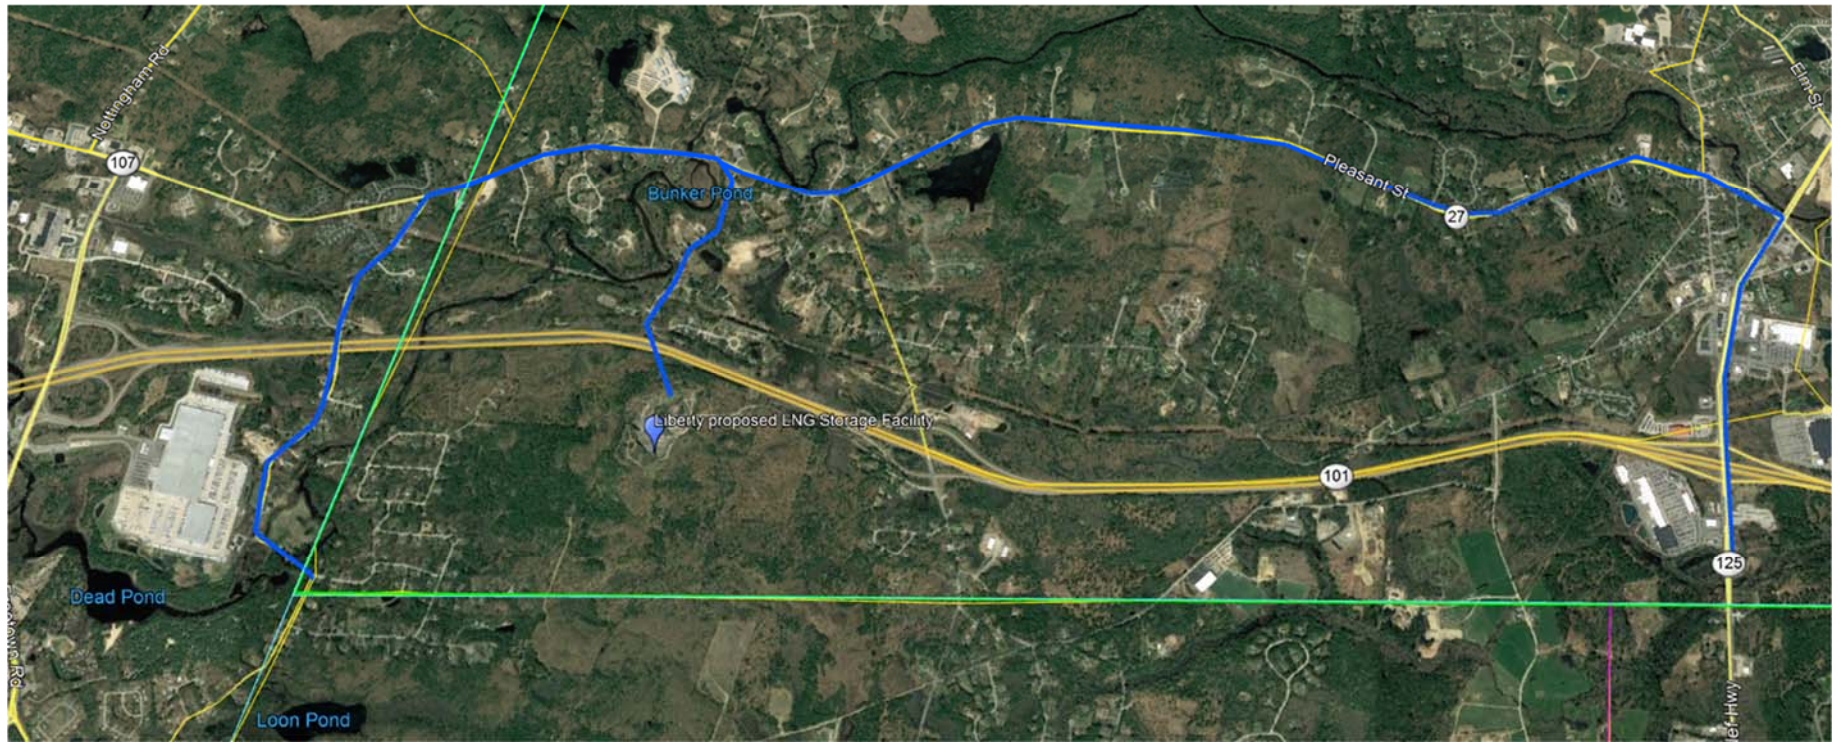 Nottingham Rd
Elm St
107
Pleasant St
Bunker Pond
27
Liberty proposed LNG Storage Facility
101
125
Dead Pond
Loon Pond